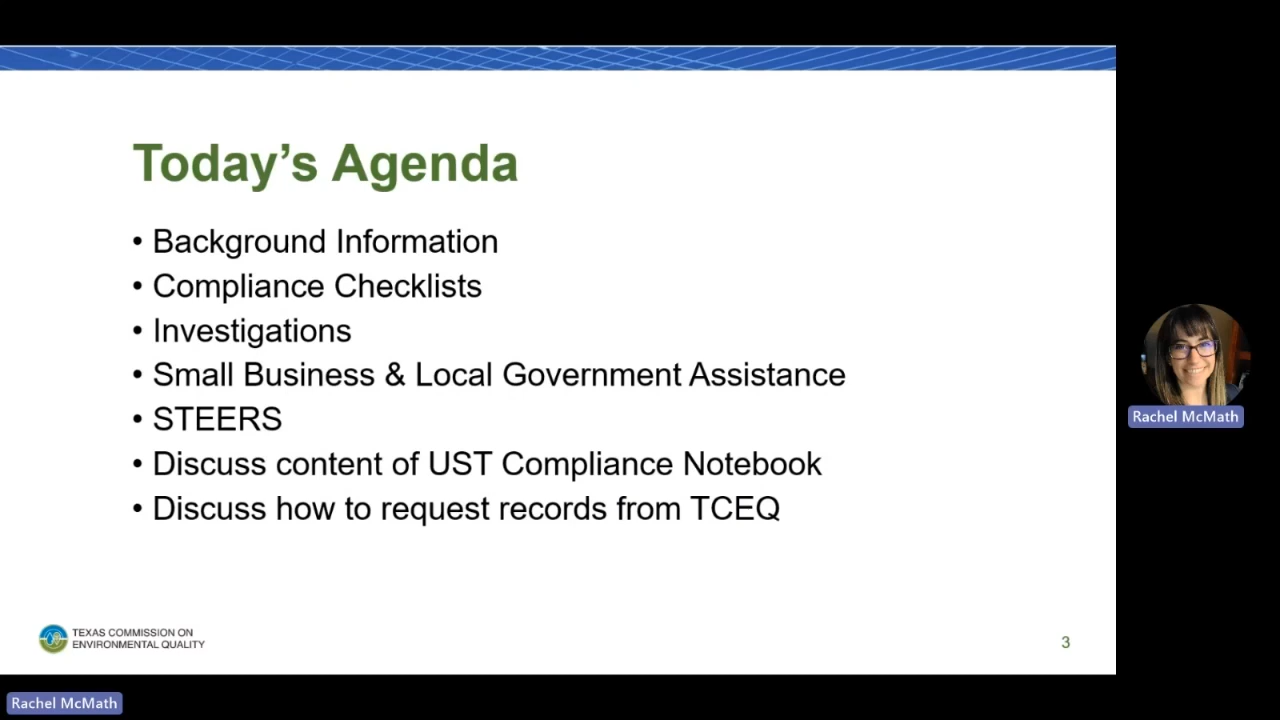 Today's Agenda
• Background Information
• Compliance Checklists
• Investigations
• Small Business & Local Government Assistance
• STEERS
• Discuss content of UST Compliance Notebook
• Discuss how to request records from TCEQ
TEXAS COMMISSION ON
ENVIRONMENTAL QUALITY
3
Rachel McMath
Rachel McMath